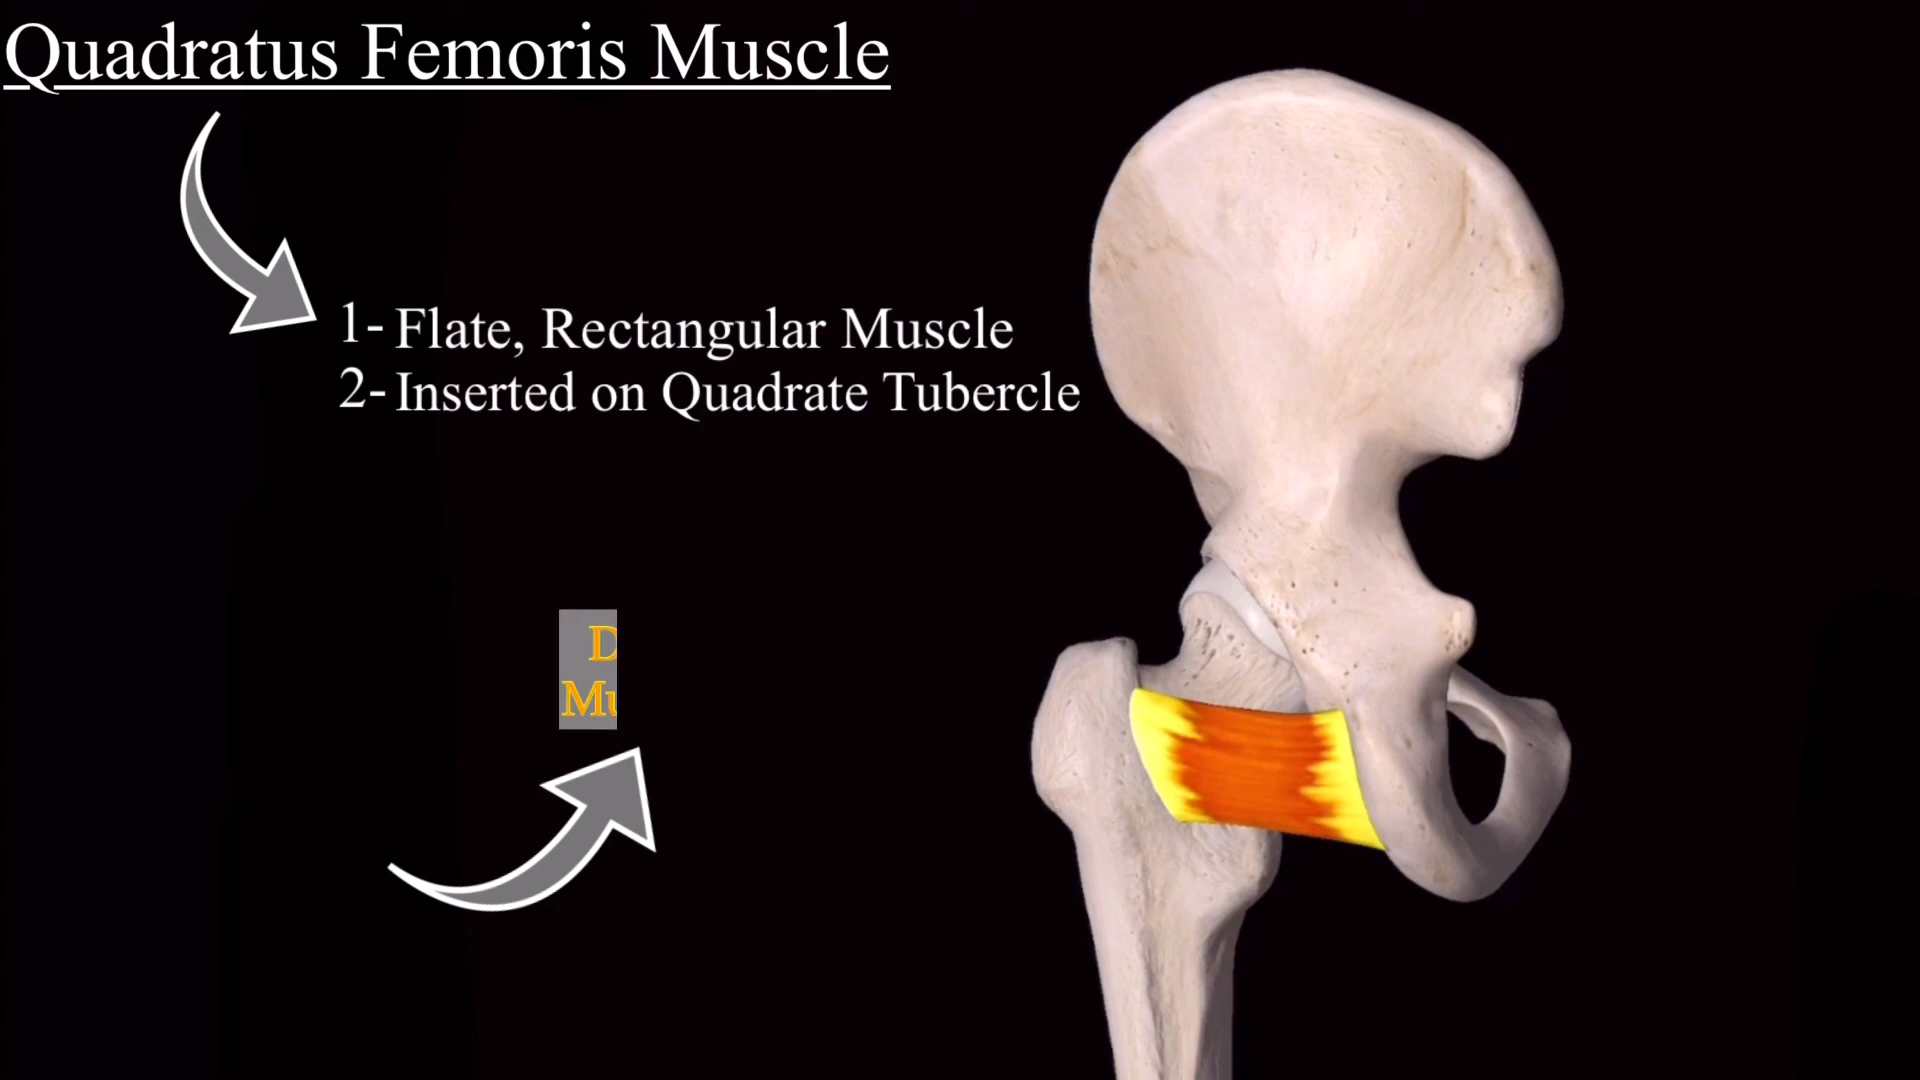 Quadratus Femoris Muscle
1- Flate, Rectangular Muscle
2- Inserted on Quadrate Tubercle